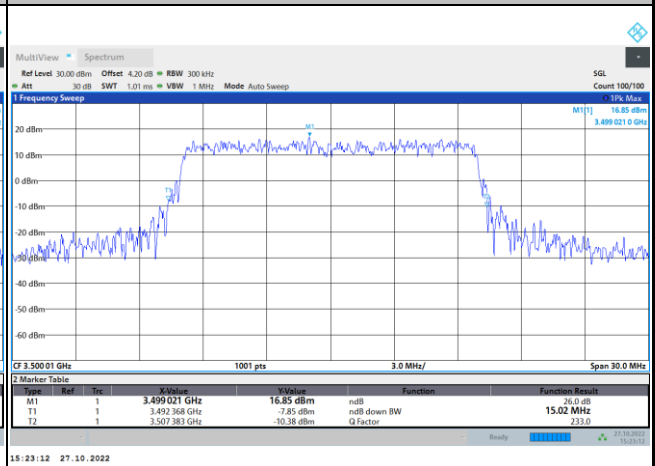 MultiView Spectrum
Ref Level 30.00 dBm Offset 4.20 dB RBW 300 kHz SGL
Att 30 dB SWT 1.01 ms VBW 1 MHz Mode Auto Sweep Count 100/100
1 Frequency Sweep 1Pk Max
M1[1] 16.85 dBm
3.499 021 0 GHz
M1
20 dBm
10 dBm
0 dBm
T1
-10 dBm
-20 dBm
-30 dBm
-40 dBm
-50 dBm
-60 dBm
CF 3.500 01 GHz 1001 pts 3.0 MHz/ Span 30.0 MHz
2 Marker Table
Type Ref Trc X-Value Y-Value Function Function Result
M1 1 3.499 021 GHz 16.85 dBm ndB 26.0 dB
T1 1 3.492 368 GHz -7.85 dBm ndB down BW 15.02 MHz
T2 1 3.507 383 GHz -10.38 dBm Q Factor 233.0
Ready 27.10.2022
15:23:12
15:23:12 27.10.2022